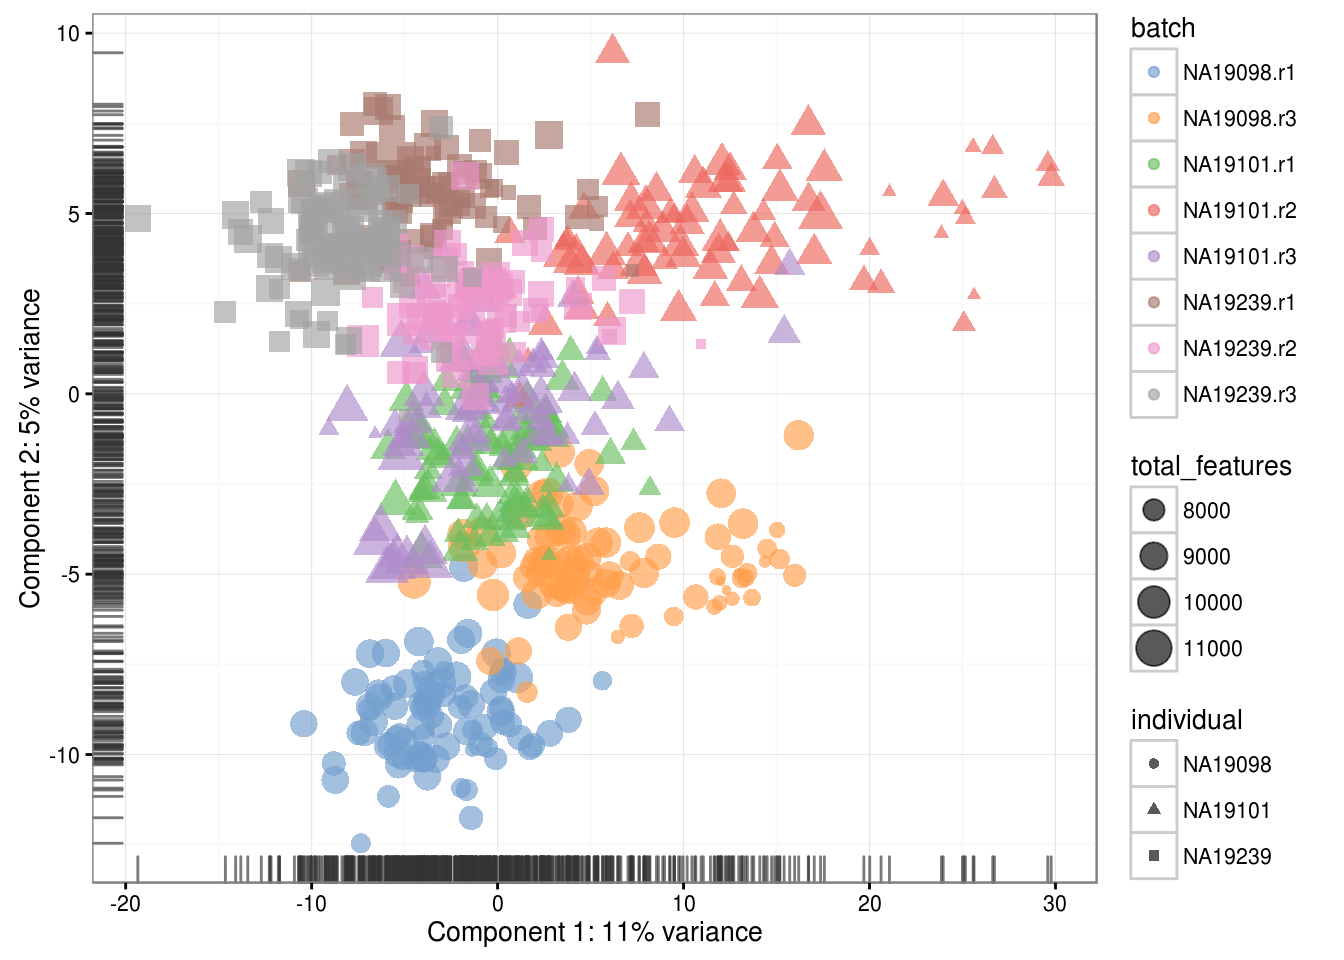 10
5
0
-5
-10
Component 2: 5% variance
-20
-10
0
10
20
30
Component 1: 11% variance
batch
NA19098.r1
NA19098.r3
NA19101.r1
NA19101.r2
NA19101.r3
NA19239.r1
NA19239.r2
NA19239.r3
total_features
8000
9000
10000
11000
individual
NA19098
NA19101
NA19239